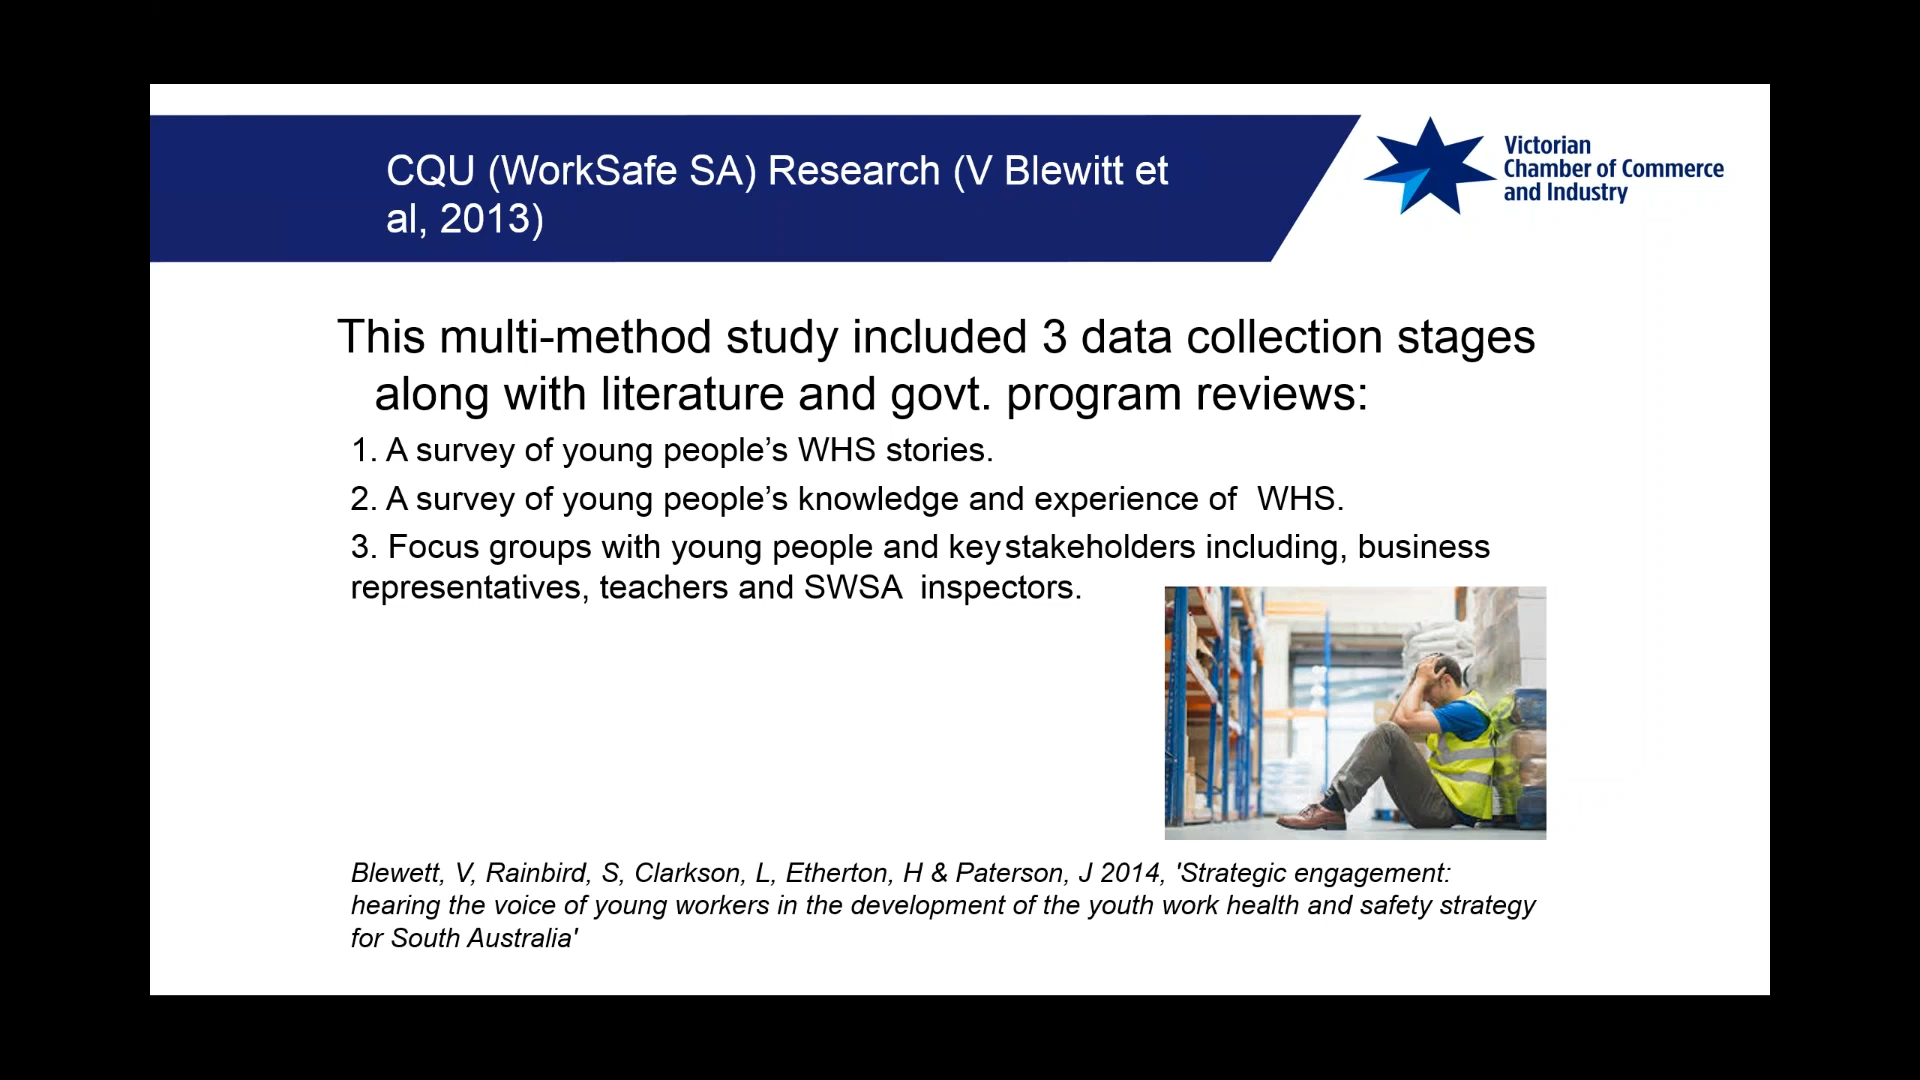 CQU (WorkSafe SA) Research (V Blewitt et
al, 2013)
Victorian
Chamber of Commerce
and Industry
This multi-method study included 3 data collection stages
along with literature and govt. program reviews:
1. A survey of young people’s WHS stories.
2. A survey of young people’s knowledge and experience of  WHS.
3. Focus groups with young people and key stakeholders including, business
representatives, teachers and SWSA  inspectors.
Blewett, V, Rainbird, S, Clarkson, L, Etherton, H & Paterson, J 2014, 'Strategic engagement:
hearing the voice of young workers in the development of the youth work health and safety strategy
for South Australia'